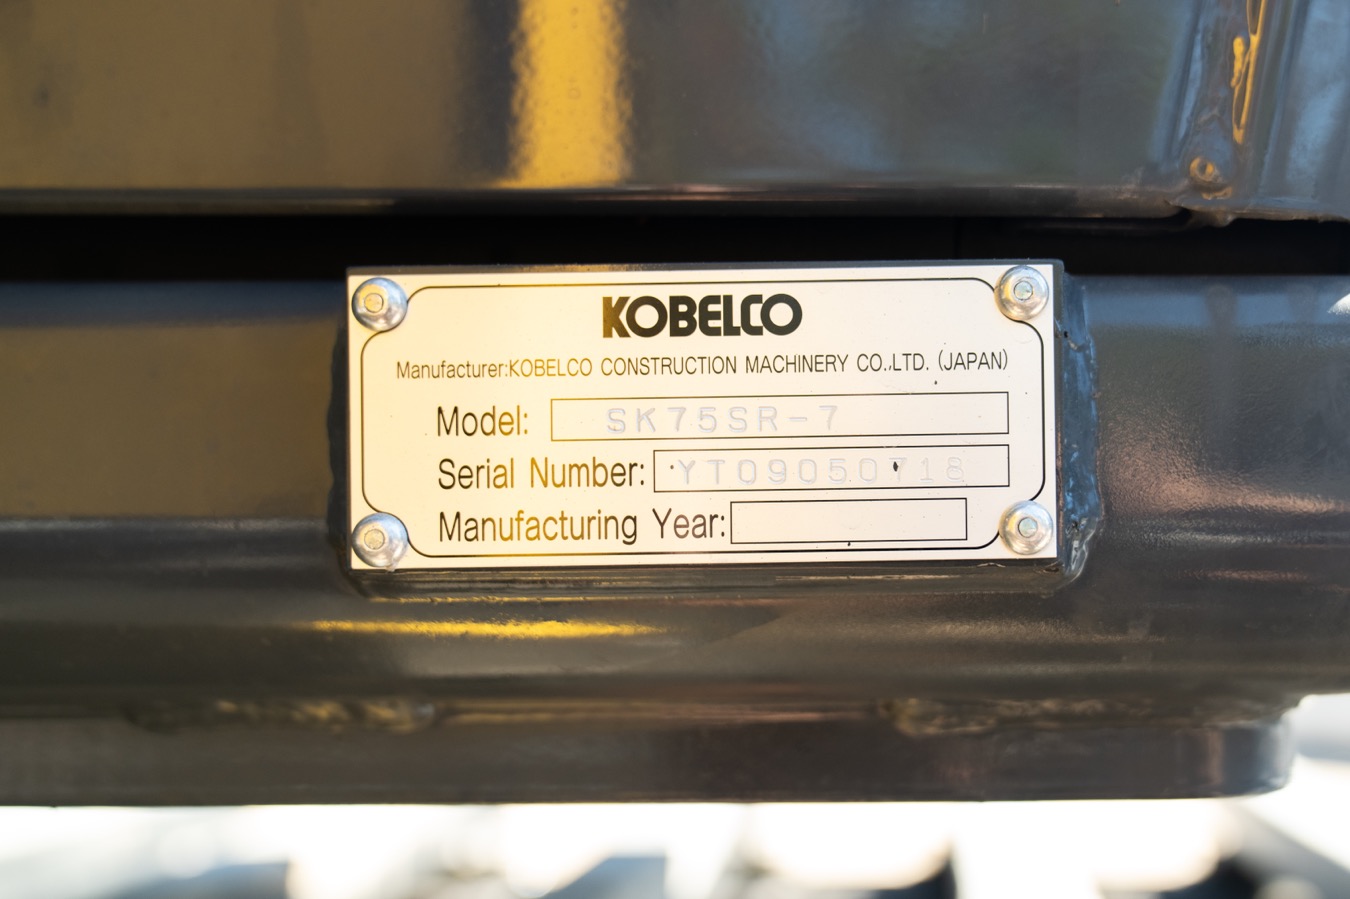 KOBELCO
Manufacturer:KOBELCO CONSTRUCTION MACHINERY CO.,LTD. (JAPAN)
Model: SK75SR-7
Serial Number: YT09050718
Manufacturing Year: